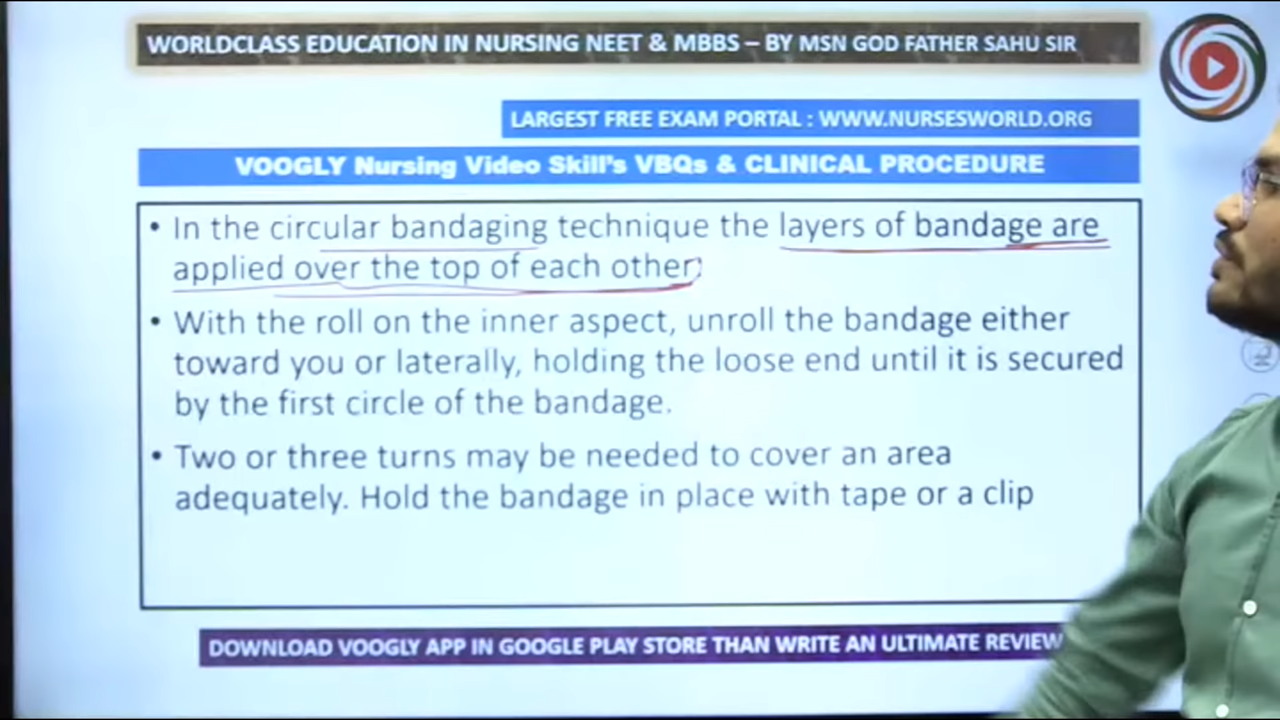 WORLDCLASS EDUCATION IN NURSING NEET & MBBS – BY MSN GOD FATHER SAHU SIR
LARGEST FREE EXAM PORTAL : WWW.NURSESWORLD.ORG
VOOGLY Nursing Video Skill's VBQs & CLINICAL PROCEDURE
• In the circular bandaging technique the layers of bandage are
applied over the top of each other.
• With the roll on the inner aspect, unroll the bandage either
toward you or laterally, holding the loose end until it is secured
by the first circle of the bandage.
• Two or three turns may be needed to cover an area
adequately. Hold the bandage in place with tape or a clip
DOWNLOAD VOOGLY APP IN GOOGLE PLAY STORE THAN WRITE AN ULTIMATE REVIEW